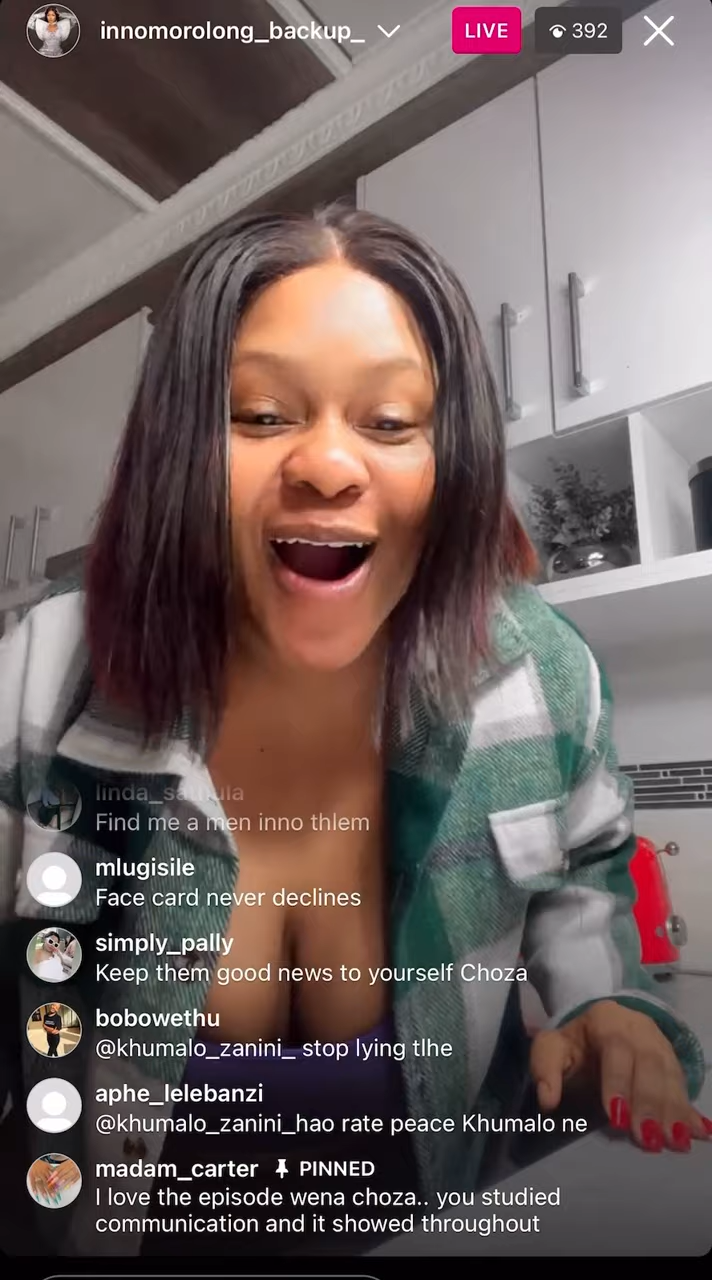 innomorolong_backup_
LIVE
392
Find me a men inno thlem
mlugisile
Face card never declines
simply_pally
Keep them good news to yourself Choza
bobowethu
@khumalo_zanini_ stop lying tlhe
aphe_lelebanzi
@khumalo_zanini_hao rate peace Khumalo ne
madam_carter PINNED
I love the episode wena choza.. you studied
communication and it showed throughout